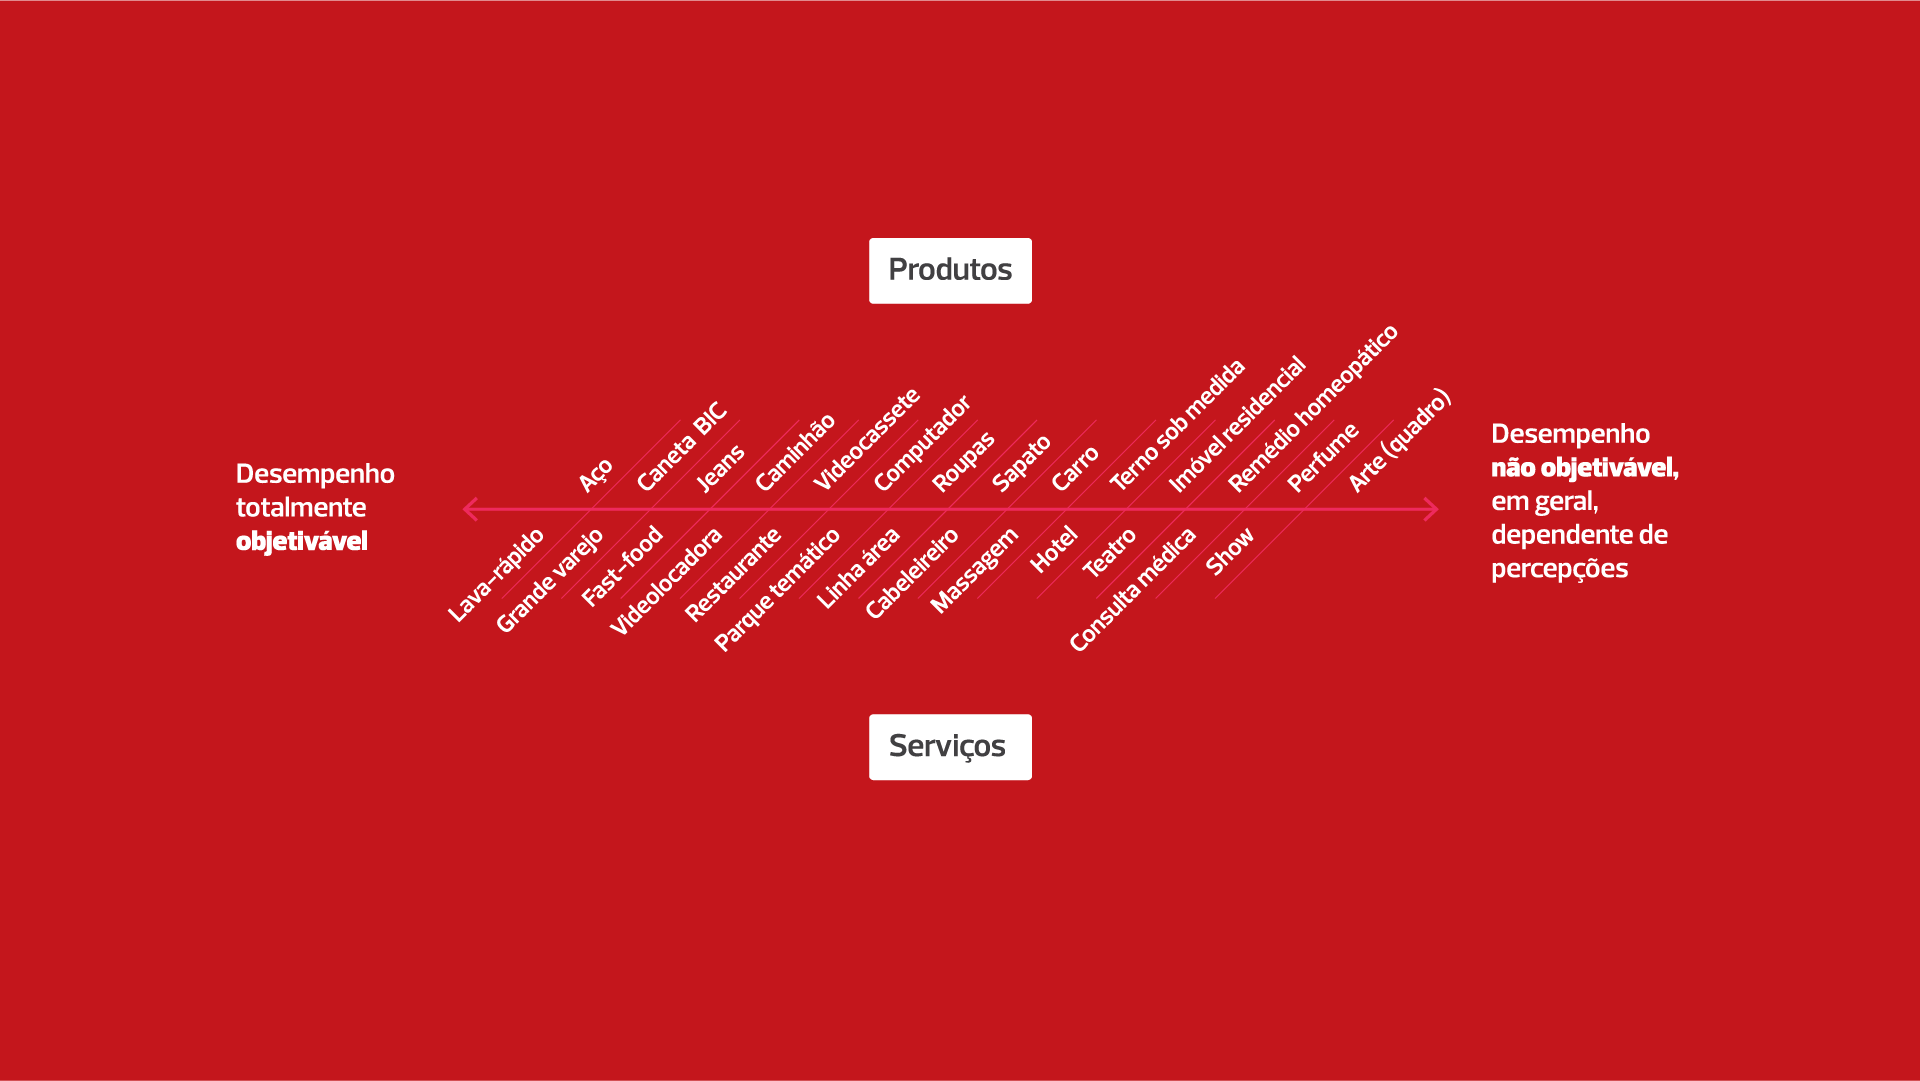 Produtos
Aço
Caneta BIC
Jeans
Caminhão
Videocassete
Computador
Roupas
Sapato
Carro
Terno sob medida
Imóvel residencial
Remédio homeopático
Perfume
Arte (quadro)
Desempenho
totalmente
objetivável
Desempenho
não objetivável,
em geral,
dependente de
percepções
Lava-rápido
Grande varejo
Fast-food
Videolocadora
Restaurante
Parque temático
Linha área
Cabeleireiro
Massagem
Hotel
Teatro
Consulta médica
Show
Serviços